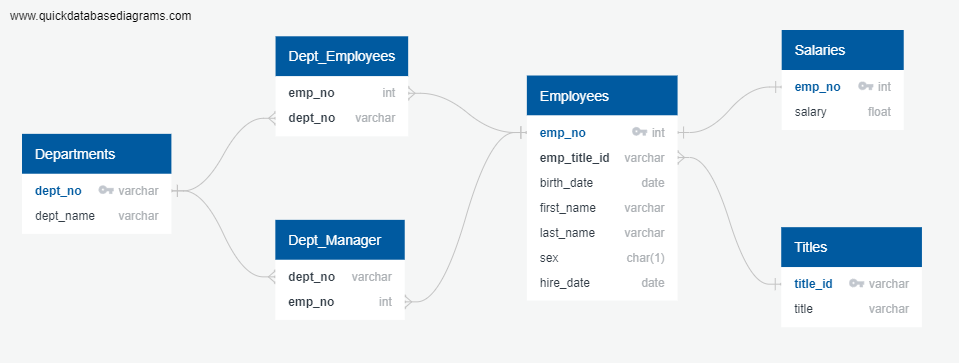 www.quickdatabasediagrams.com
Departments
dept_no varchar
dept_name varchar
Dept_Employees
emp_no int
dept_no varchar
Dept_Manager
dept_no varchar
emp_no int
Employees
emp_no int
emp_title_id varchar
birth_date date
first_name varchar
last_name varchar
sex char(1)
hire_date date
Salaries
emp_no int
salary float
Titles
title_id varchar
title varchar